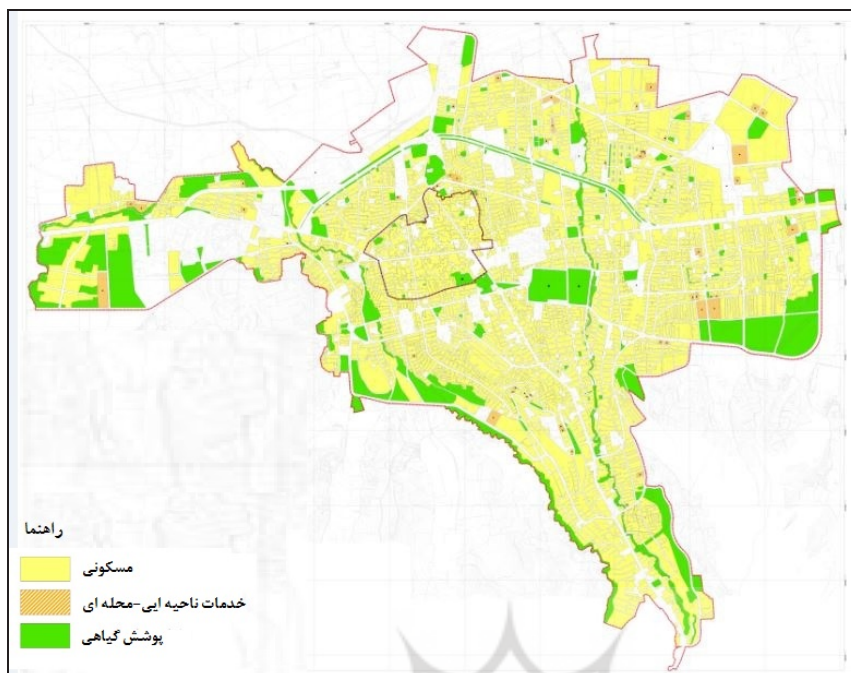 راهنما
مسکونی
خدمات ناحیه ایی-محله ای
پوشش گیاهی